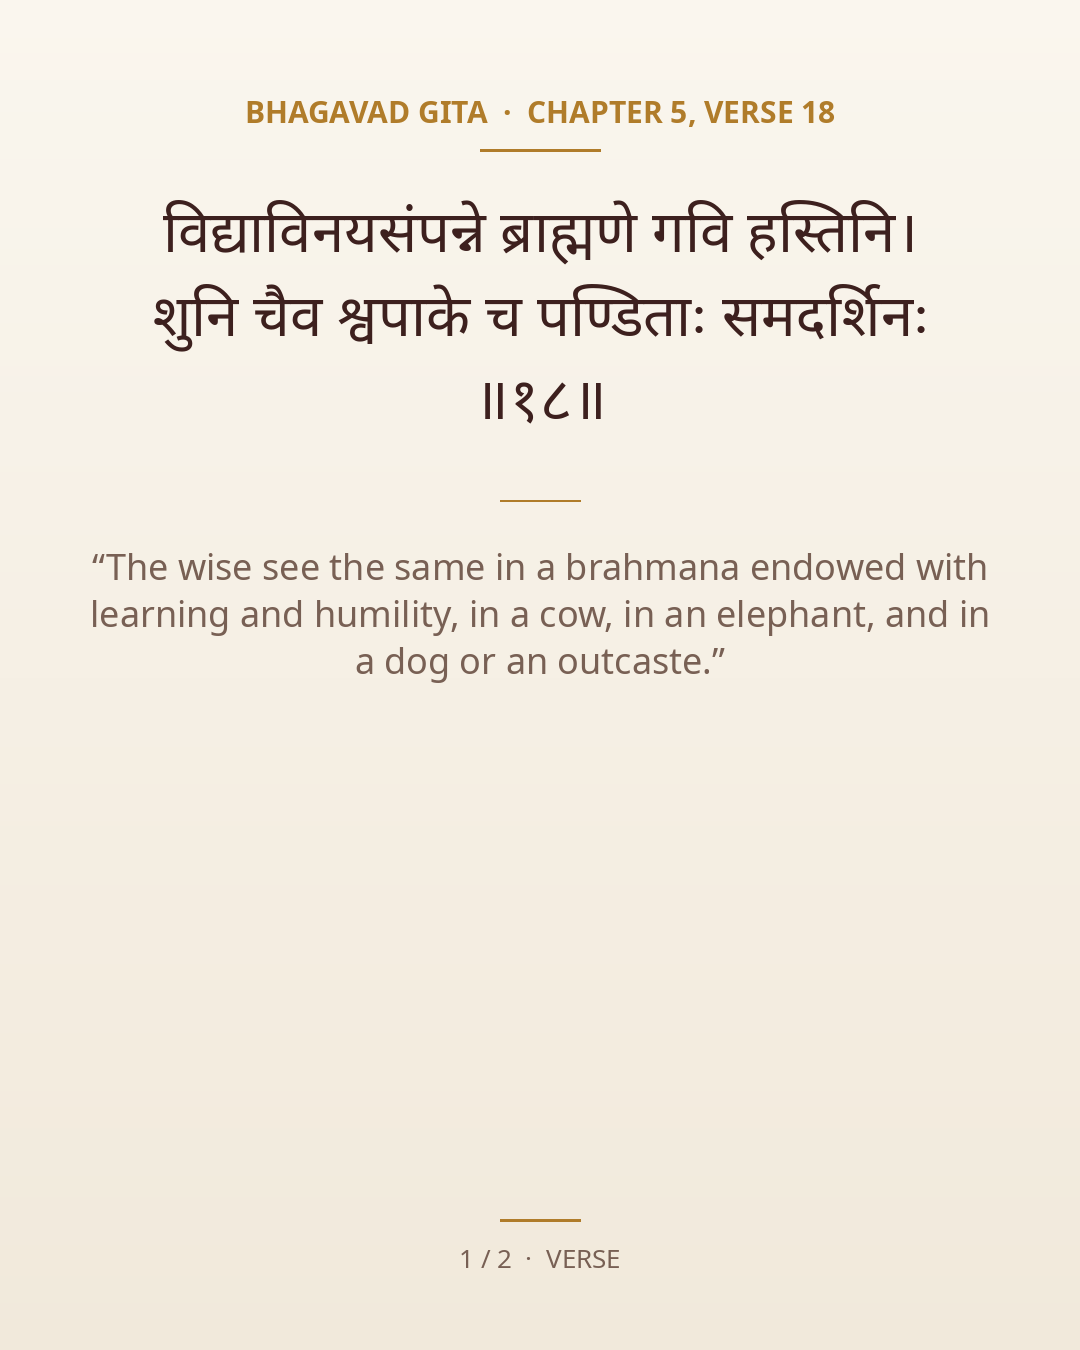 BHAGAVAD GITA · CHAPTER 5, VERSE 18
विद्याविनयसंपन्ने ब्राह्मणे गवि हस्तिनि।
शुनि चैव श्वपाके च पण्डिताः समदर्शिनः
॥१८॥
“The wise see the same in a brahmana endowed with
learning and humility, in a cow, in an elephant, and in
a dog or an outcaste.”
1 / 2 · VERSE